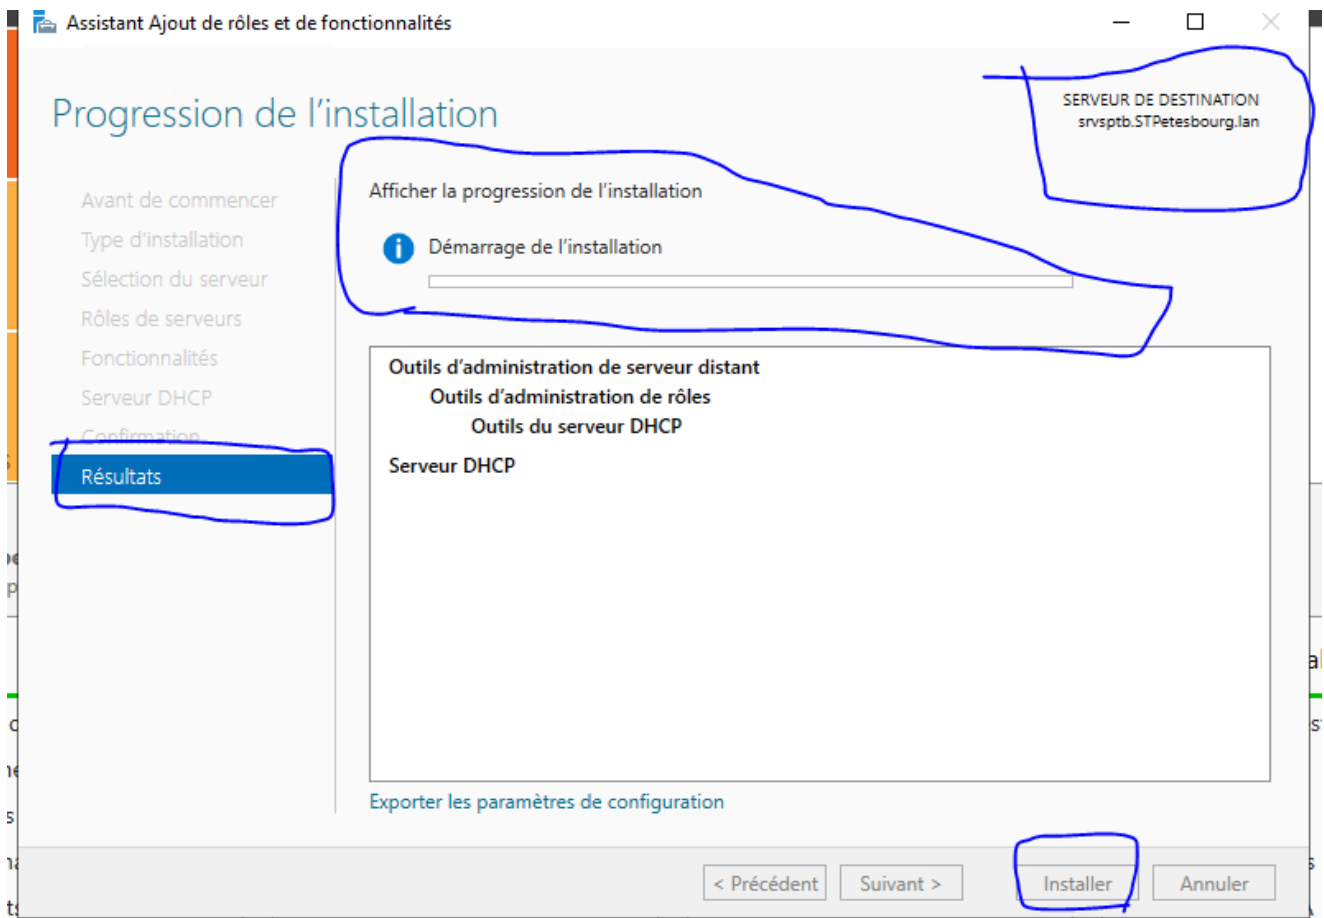 Assistant Ajout de rôles et de fonctionnalités
Progression de l'installation
SERVEUR DE DESTINATION
srvsptb.STPetesbourg.lan
Avant de commencer
Type d'installation
Sélection du serveur
Rôles de serveurs
Fonctionnalités
Serveur DHCP
Confirmation
Résultats
Afficher la progression de l'installation
Démarrage de l'installation
Outils d'administration de serveur distant
Outils d'administration de rôles
Outils du serveur DHCP
Serveur DHCP
Exporter les paramètres de configuration
< Précédent
Suivant >
Installer
Annuler